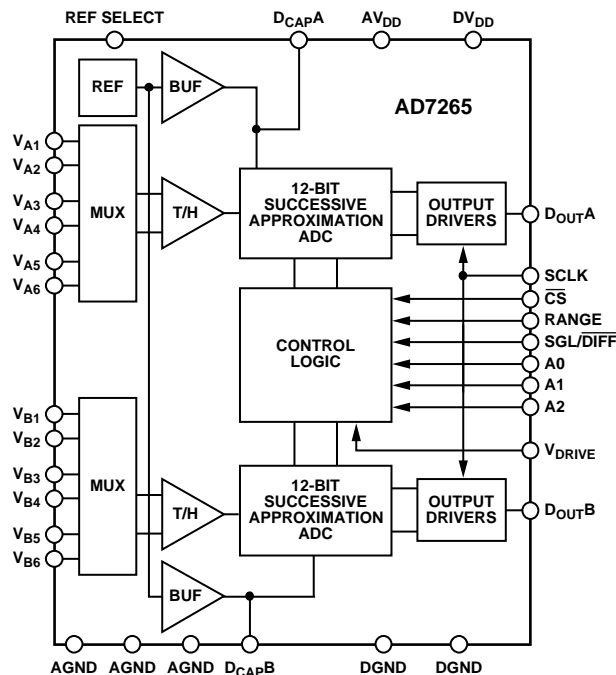 REF SELECT
DCAPA
AVDD
DVDD
REF
BUF
AD7265
VA1
VA2
VA3
VA4
VA5
VA6
MUX
T/H
12-BIT
SUCCESSIVE
APPROXIMATION
ADC
OUTPUT
DRIVERS
DOUTA
SCLK
CS
RANGE
SGL/DIFF
A0
A1
A2
VDRIVE
CONTROL
LOGIC
VB1
VB2
VB3
VB4
VB5
VB6
MUX
T/H
12-BIT
SUCCESSIVE
APPROXIMATION
ADC
OUTPUT
DRIVERS
DOUTB
BUF
AGND
AGND
AGND
DCAPB
DGND
DGND